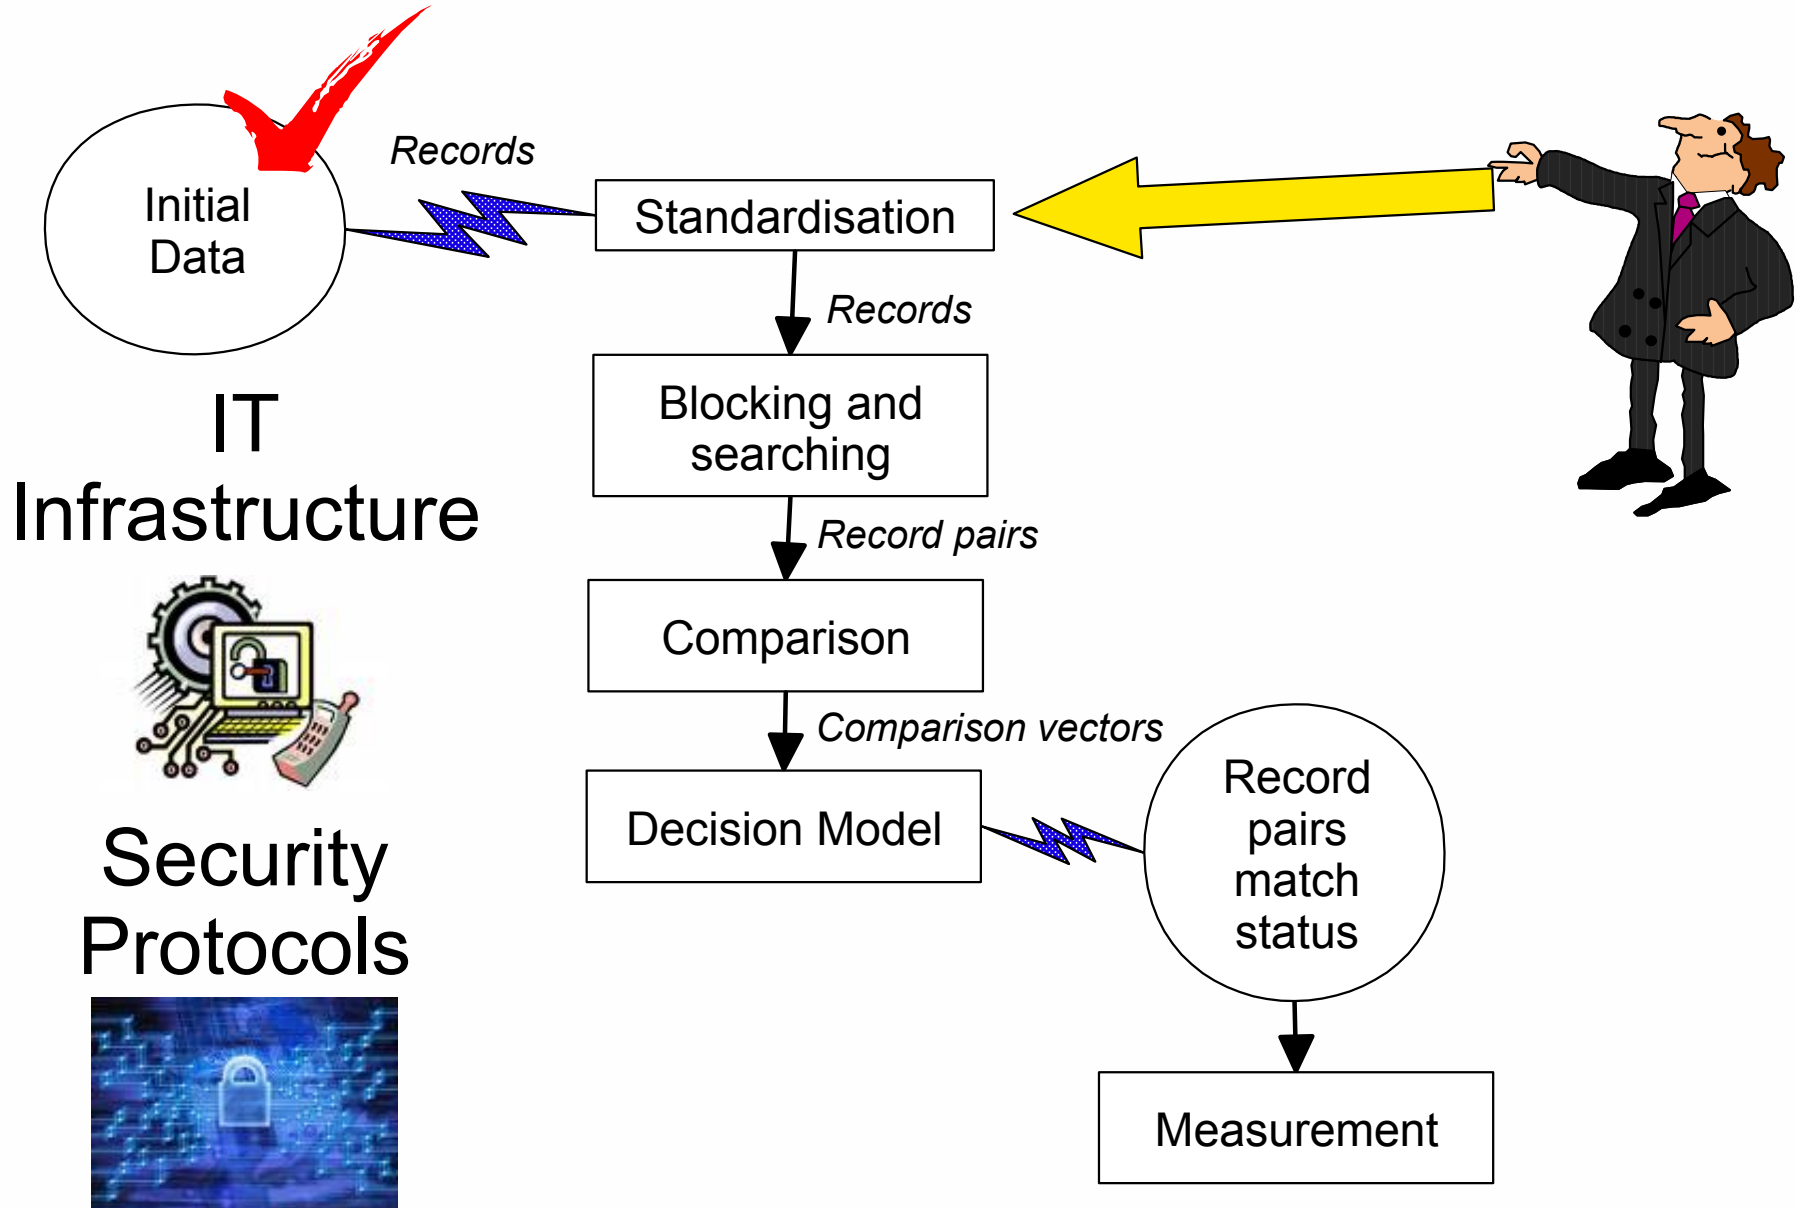 Records
Initial
Data
Standardisation
Records
Blocking and
searching
IT
Infrastructure
Record pairs
Comparison
Comparison vectors
Decision Model
Record
pairs
match
status
Security
Protocols
Measurement